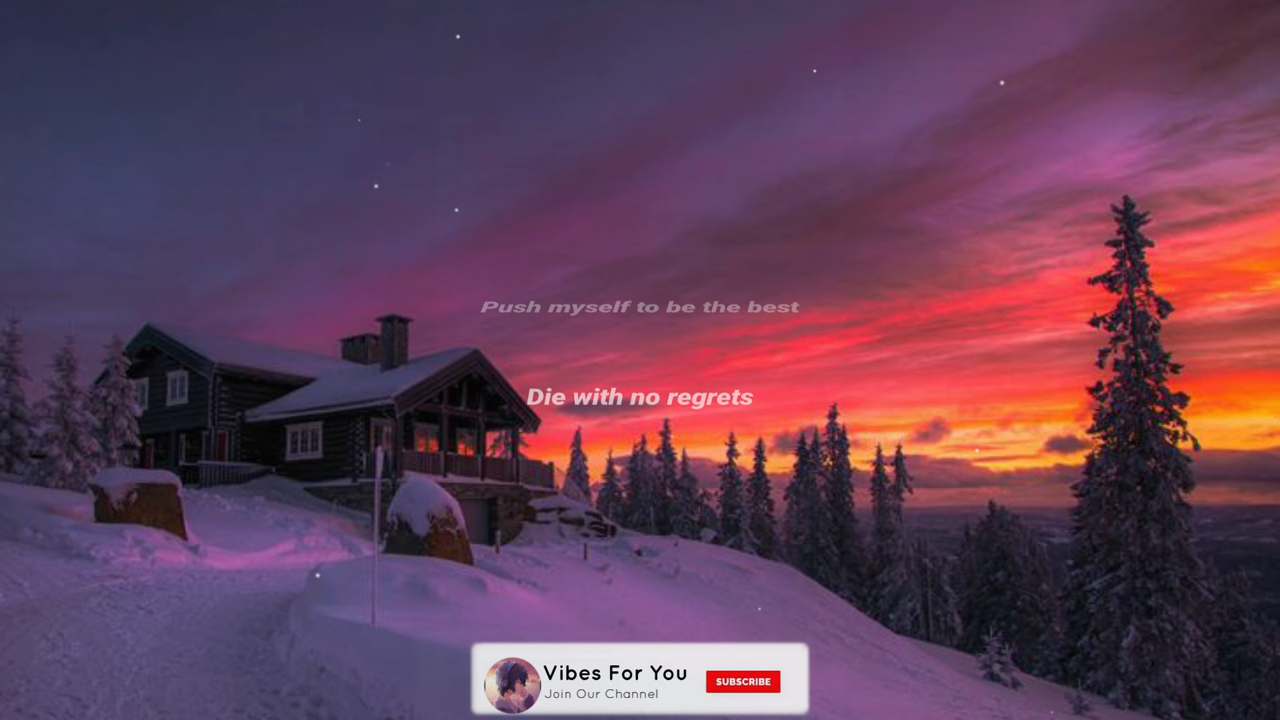 Push myself to be the best
Die with no regrets
Vibes For You
Join Our Channel
SUBSCRIBE